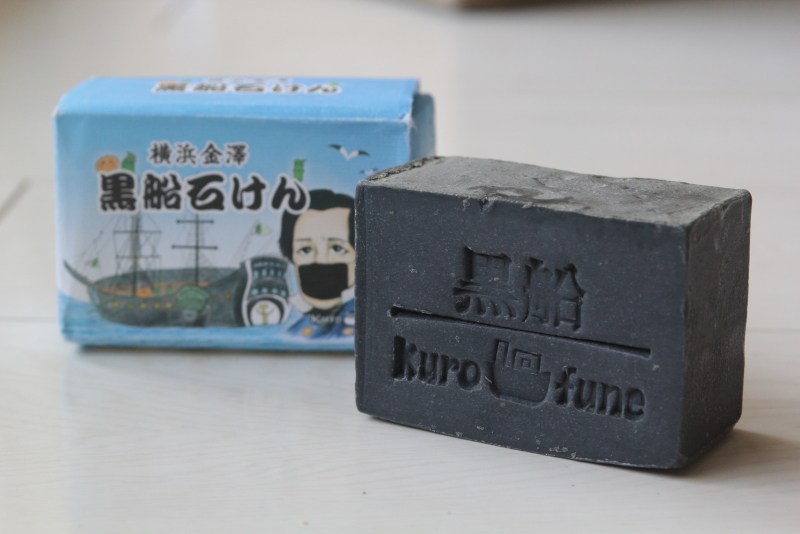 黒船石けん
横浜金澤
黒船石けん
黒船
kuro fune